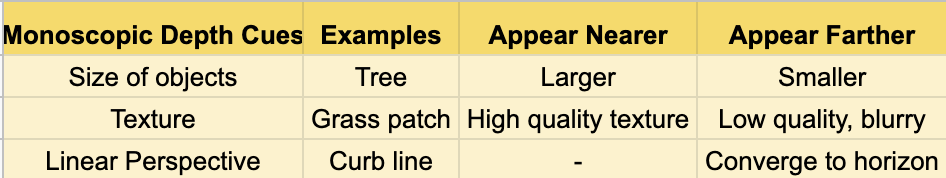 Monoscopic Depth Cues Examples Appear Nearer Appear Farther
Size of objects Tree Larger Smaller
Texture Grass patch High quality texture Low quality, blurry
Linear Perspective Curb line - Converge to horizon